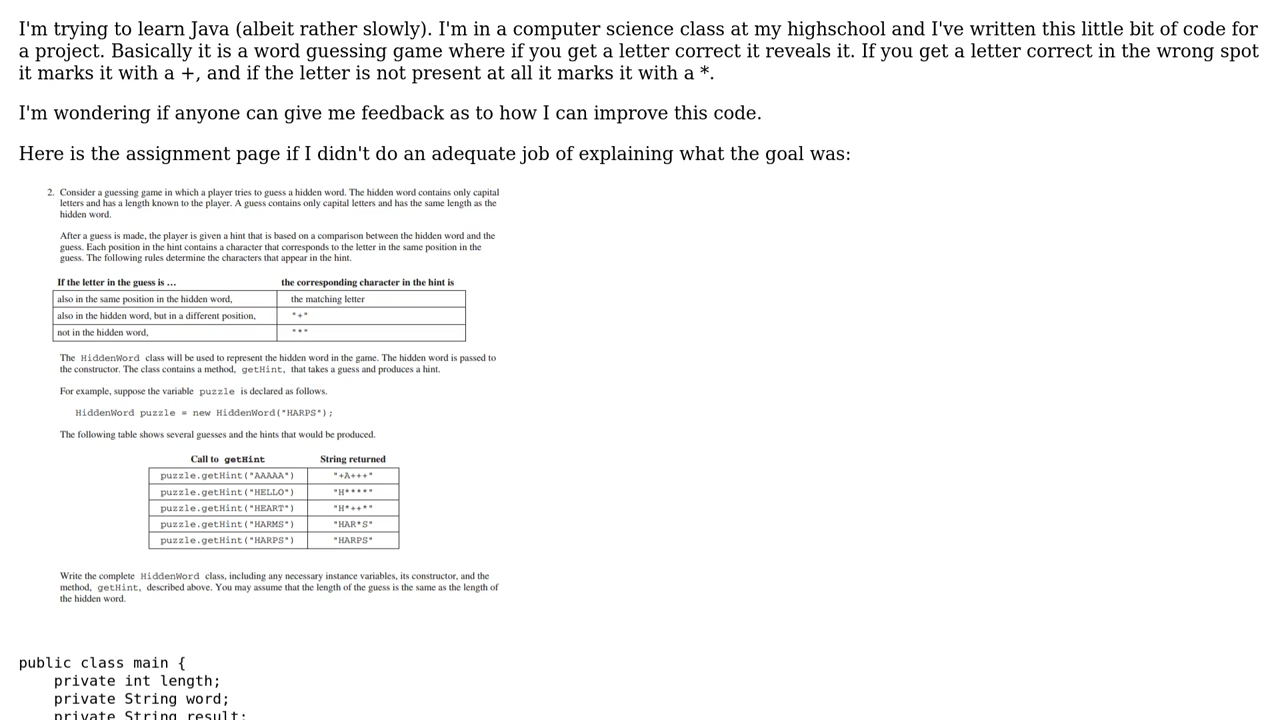 I'm trying to learn Java (albeit rather slowly). I'm in a computer science class at my highschool and I've written this little bit of code for
a project. Basically it is a word guessing game where if you get a letter correct it reveals it. If you get a letter correct in the wrong spot
it marks it with a +, and if the letter is not present at all it marks it with a *.
I'm wondering if anyone can give me feedback as to how I can improve this code.
Here is the assignment page if I didn't do an adequate job of explaining what the goal was:
2. Consider a guessing game in which a player tries to guess a hidden word. The hidden word contains only capital
letters and has a length known to the player. A guess contains only capital letters and has the same length as the
hidden word.
After a guess is made, the player is given a hint that is based on a comparison between the hidden word and the
guess. Each position in the hint contains a character that corresponds to the letter in the same position in the
guess. The following rules determine the characters that appear in the hint.
If the letter in the guess is ... the corresponding character in the hint is
also in the same position in the hidden word, the matching letter
also in the hidden word, but in a different position, "+"
not in the hidden word, "*"
The HiddenWord class will be used to represent the hidden word in the game. The hidden word is passed to
the constructor. The class contains a method, getHint, that takes a guess and produces a hint.
For example, suppose the variable puzzle is declared as follows.
HiddenWord puzzle = new HiddenWord("HARPS");
The following table shows several guesses and the hints that would be produced.
Call to getHint String returned
puzzle.getHint("AAAAA") "+A+++"
puzzle.getHint("HELLO") "H****"
puzzle.getHint("HEART") "H*++*"
puzzle.getHint("HARMS") "HAR*S"
puzzle.getHint("HARPS") "HARPS"
Write the complete HiddenWord class, including any necessary instance variables, its constructor, and the
method, getHint, described above. You may assume that the length of the guess is the same as the length of
the hidden word.
public class main {
private int length;
private String word;
private String result;